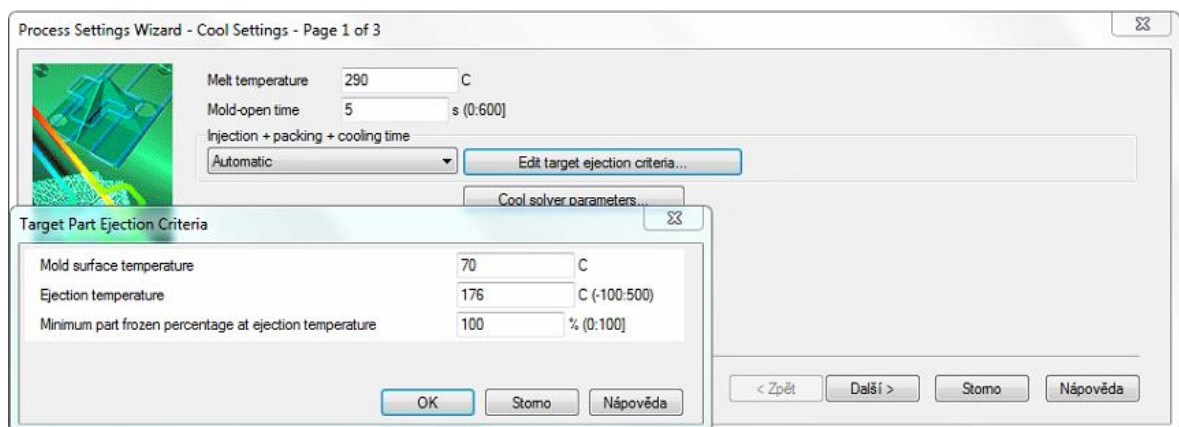 Process Settings Wizard - Cool Settings - Page 1 of 3
Melt temperature 290 C
Mold-open time 5 s (0:600]
Injection + packing + cooling time
Automatic Edit target ejection criteria...
Cool solver parameters...
Target Part Ejection Criteria
Mold surface temperature 70 C
Ejection temperature 176 C (-100:500)
Minimum part frozen percentage at ejection temperature 100 % (0:100]
OK Storno Nápověda
< Zpět Další > Storno Nápověda